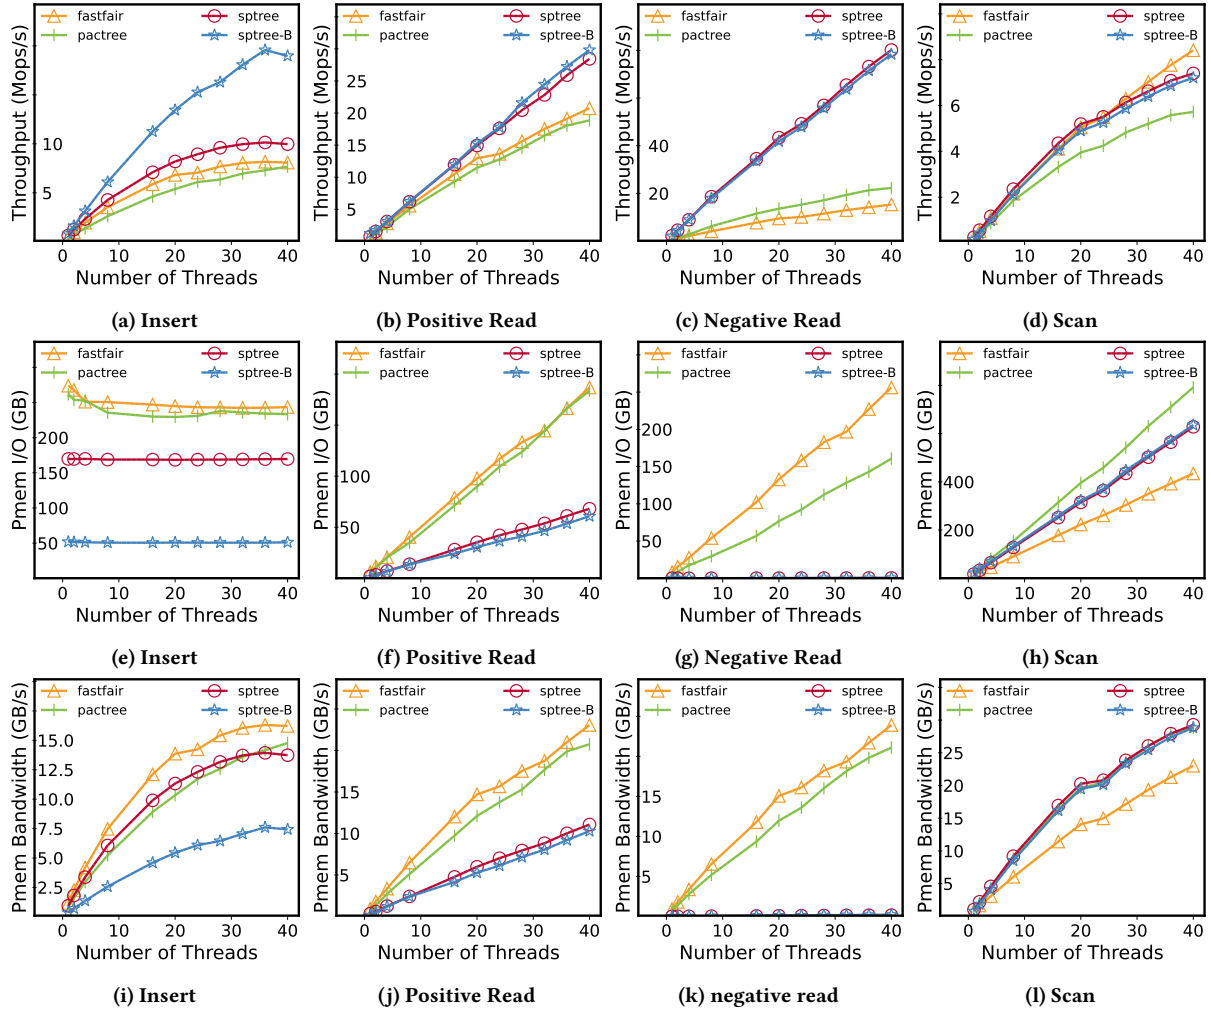 fastfair sptree
pactree sptree-B
Throughput (Mops/s)
10
5
0 10 20 30 40
Number of Threads
(a) Insert
fastfair sptree
pactree sptree-B
Throughput (Mops/s)
25
20
15
10
5
0 10 20 30 40
Number of Threads
(b) Positive Read
fastfair sptree
pactree sptree-B
Throughput (Mops/s)
40
20
0 10 20 30 40
Number of Threads
(c) Negative Read
fastfair sptree
pactree sptree-B
Throughput (Mops/s)
6
4
2
0 10 20 30 40
Number of Threads
(d) Scan
fastfair sptree
pactree sptree-B
Pmem I/O (GB)
200
150
100
50
0 10 20 30 40
Number of Threads
(e) Insert
fastfair sptree
pactree sptree-B
Pmem I/O (GB)
100
50
0 10 20 30 40
Number of Threads
(f) Positive Read
fastfair sptree
pactree sptree-B
Pmem I/O (GB)
200
150
100
50
0 10 20 30 40
Number of Threads
(g) Negative Read
fastfair sptree
pactree sptree-B
Pmem I/O (GB)
400
200
0 10 20 30 40
Number of Threads
(h) Scan
fastfair sptree
pactree sptree-B
Pmem Bandwidth (GB/s)
15.0
12.5
10.0
7.5
5.0
2.5
0 10 20 30 40
Number of Threads
(i) Insert
fastfair sptree
pactree sptree-B
Pmem Bandwidth (GB/s)
15
10
5
0 10 20 30 40
Number of Threads
(j) Positive Read
fastfair sptree
pactree sptree-B
Pmem Bandwidth (GB/s)
15
10
5
0 10 20 30 40
Number of Threads
(k) negative read
fastfair sptree
pactree sptree-B
Pmem Bandwidth (GB/s)
25
20
15
10
5
0 10 20 30 40
Number of Threads
(l) Scan